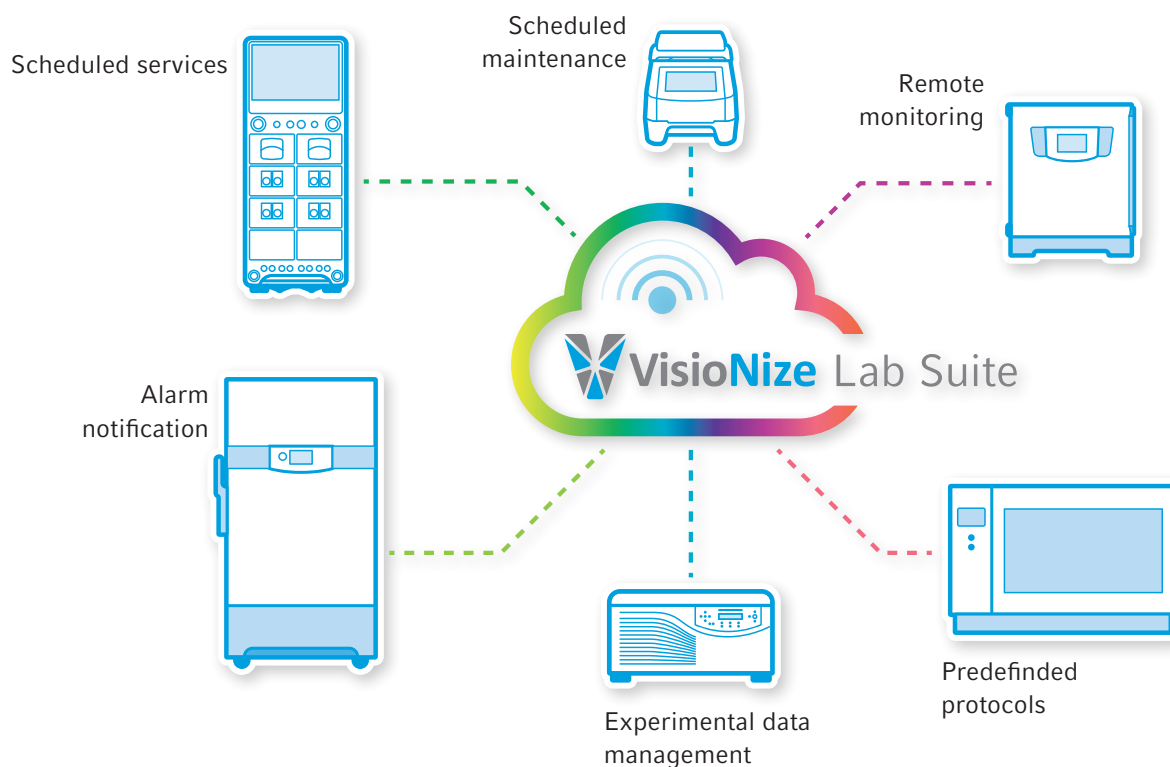 Scheduled services
Scheduled
maintenance
Remote
monitoring
VisioNize Lab Suite
Alarm
notification
Experimental data
management
Predefinded
protocols